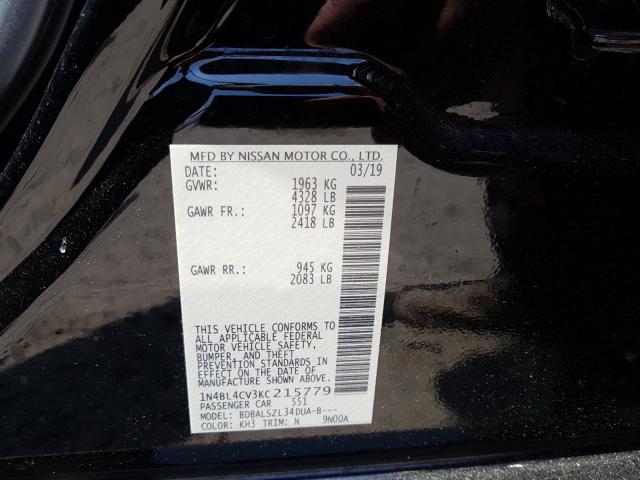 MFD BY NISSAN MOTOR CO., LTD.
DATE: 03/19
GVWR: 1963 KG
4328 LB
GAWR FR.: 1097 KG
2418 LB
GAWR RR.: 945 KG
2083 LB
THIS VEHICLE CONFORMS TO
ALL APPLICABLE FEDERAL
MOTOR VEHICLE SAFETY,
BUMPER, AND THEFT
PREVENTION STANDARDS IN
EFFECT ON THE DATE OF
MANUFACTURE SHOWN ABOVE.
1N4BL4CV3KC215779
PASSENGER CAR 551
MODEL: BDBALSZL34DUA-B---
COLOR: KH3 TRIM: N 9N00A